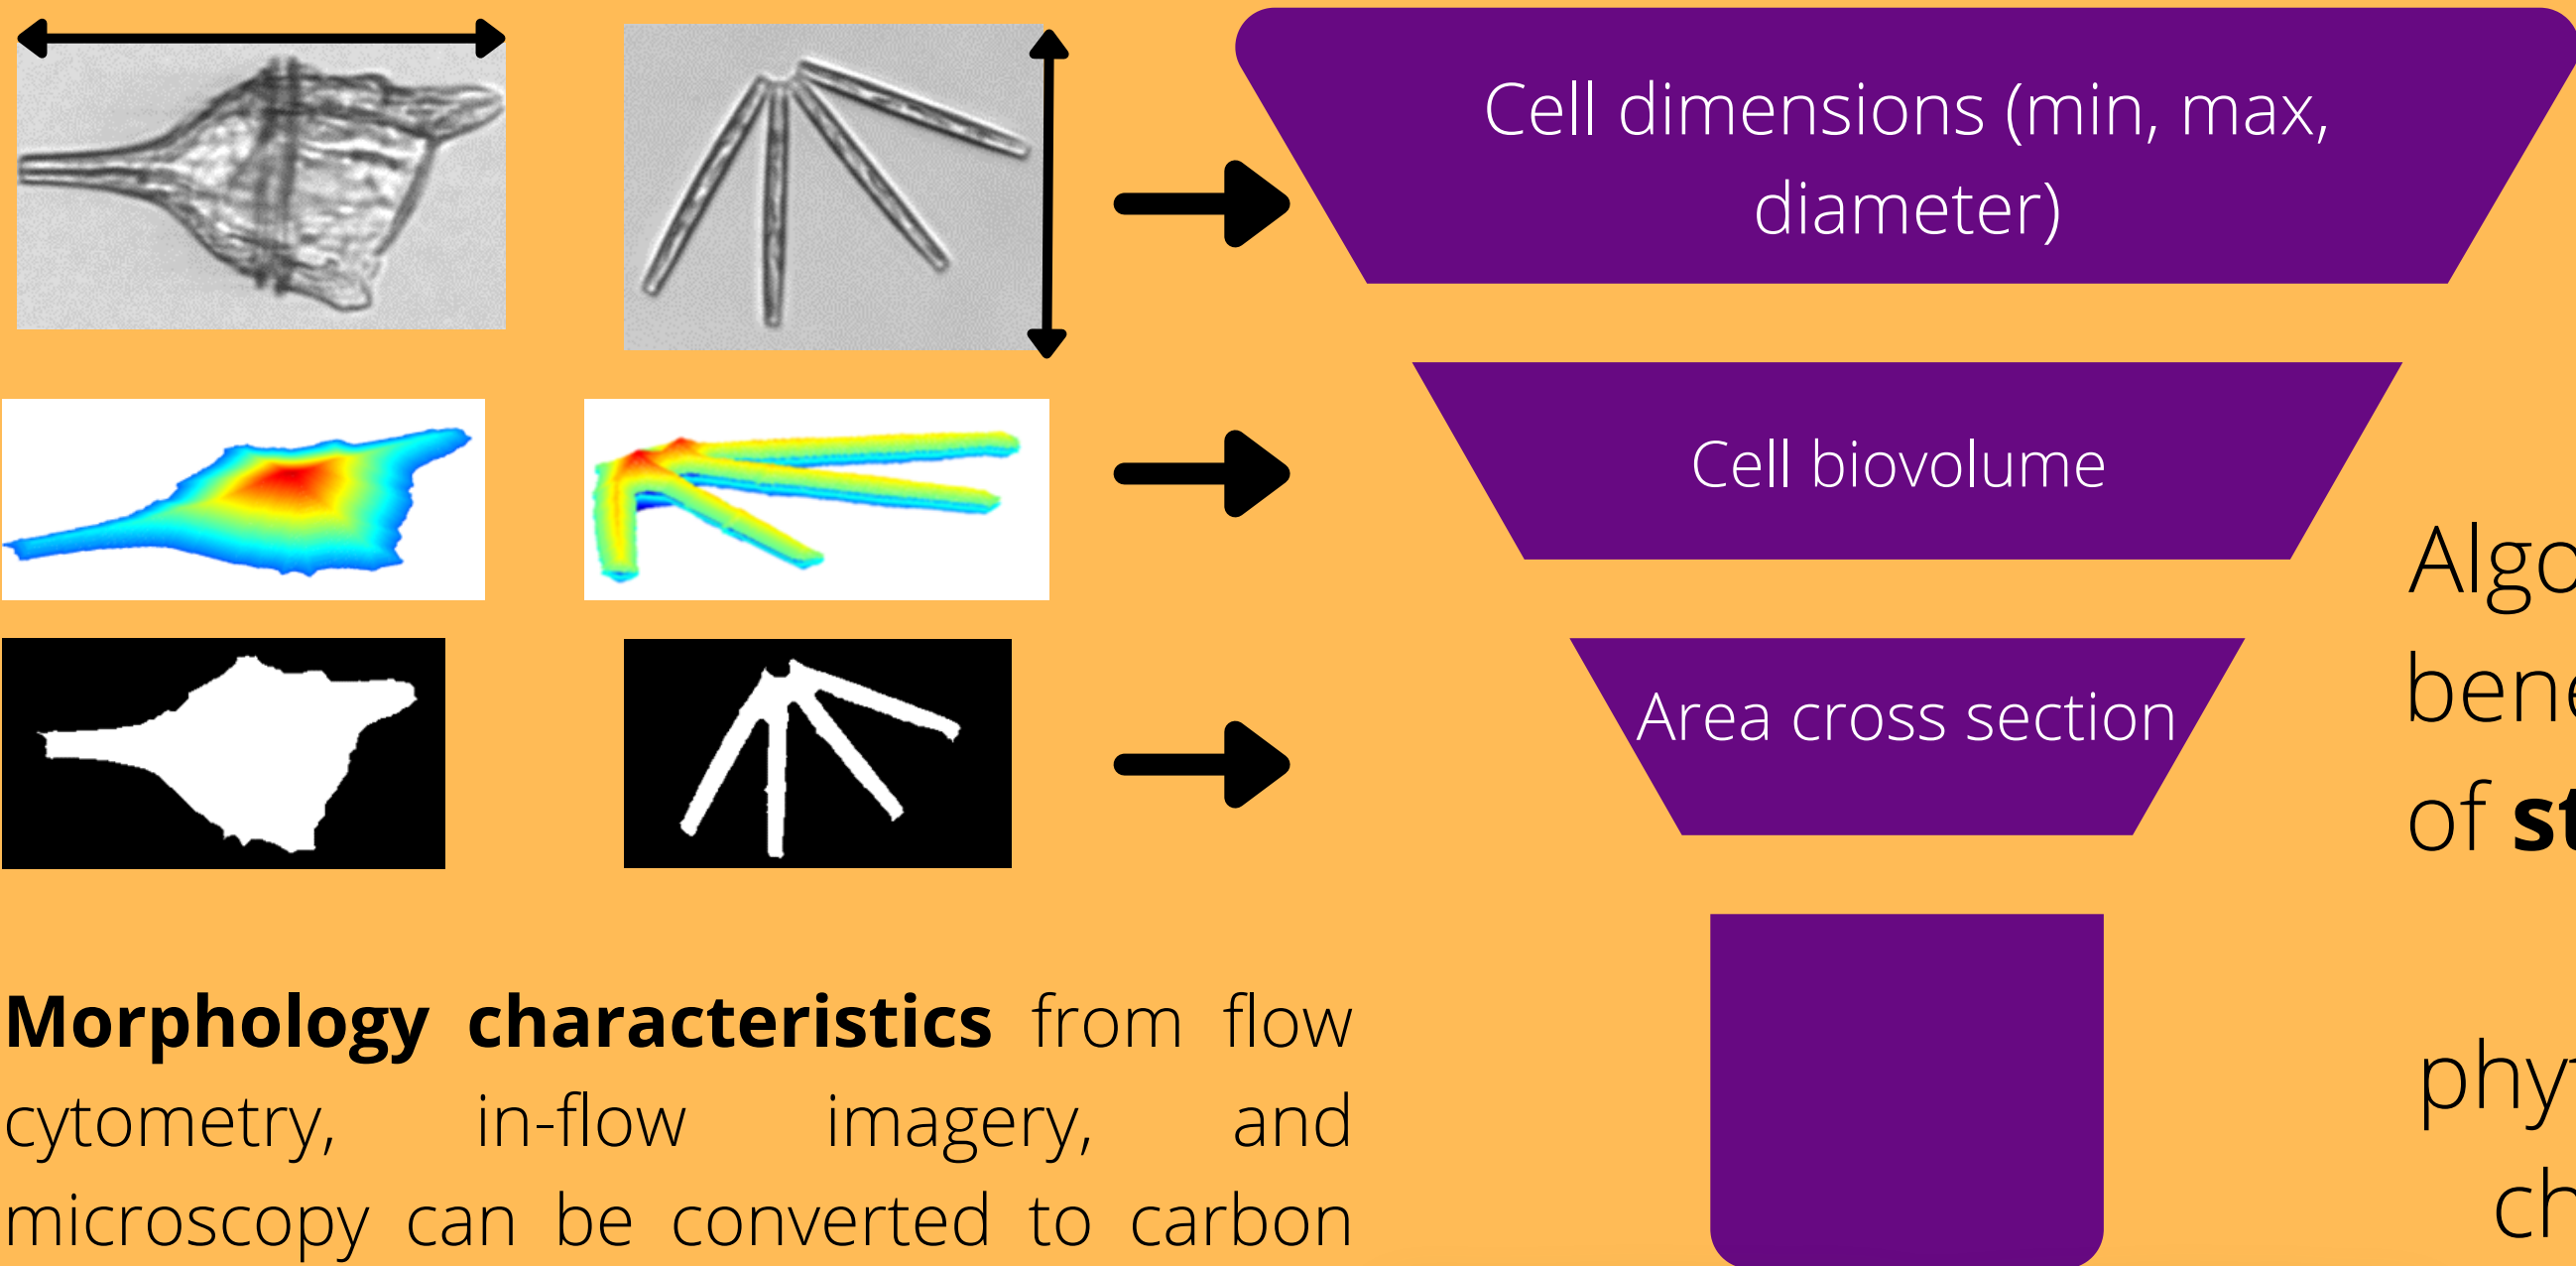 Cell dimensions (min, max,
diameter)
Cell biovolume
Area cross section
Morphology characteristics from flow
cytometry, in-flow imagery, and
microscopy can be converted to carbon
of